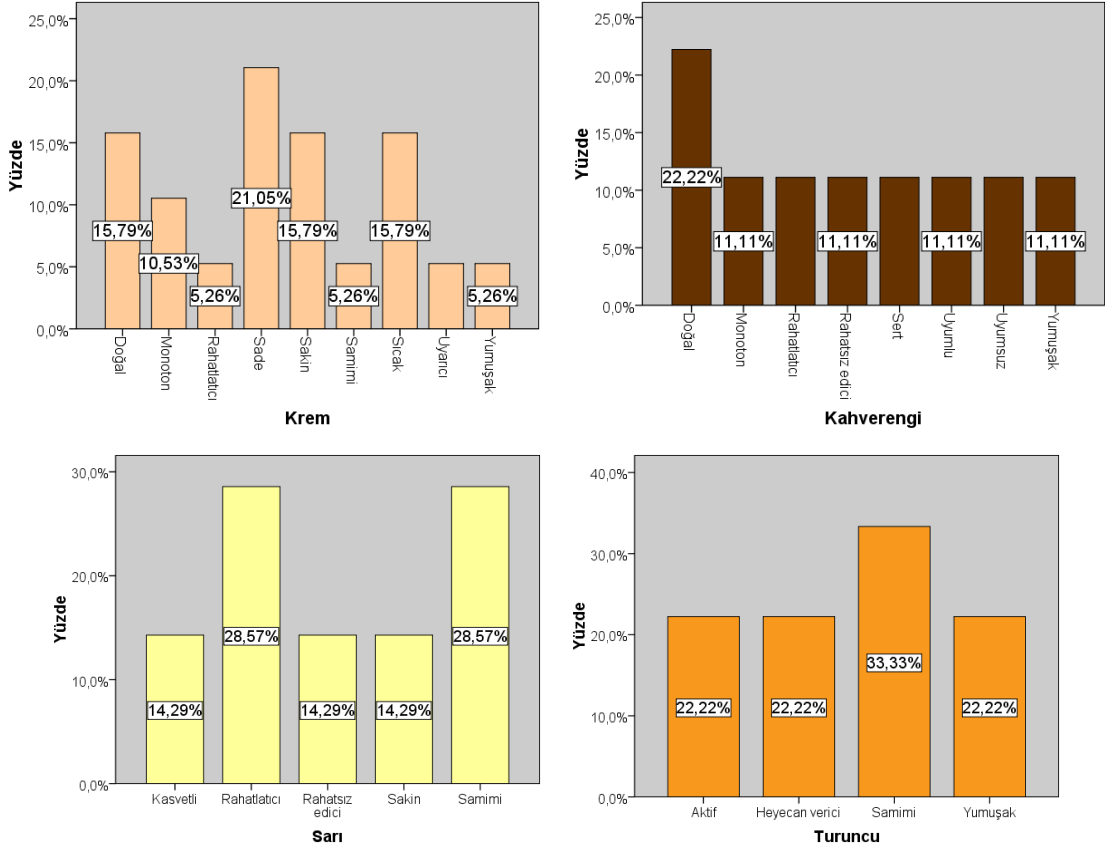 25,0%
20,0%
15,0%
10,0%
5,0%
0,0%
Yüzde
15,79%
10,53%
5,26%
21,05%
15,79%
5,26%
15,79%
5,26%
Doğal
Monoton
Rahatlatıcı
Sade
Sakin
Samimi
Sıcak
Uyarıcı
Yumuşak
Krem
25,0%
20,0%
15,0%
10,0%
5,0%
0,0%
Yüzde
22,22%
11,11%
11,11%
11,11%
11,11%
Doğal
Monoton
Rahatlatıcı
Rahatsız edici
Sert
Uyumlu
Uyumsuz
Yumuşak
Kahverengi
30,0%
20,0%
10,0%
0,0%
Yüzde
14,29%
28,57%
14,29%
14,29%
28,57%
Kasvetli
Rahatlatıcı
Rahatsız
edici
Sakin
Samimi
Sarı
40,0%
30,0%
20,0%
10,0%
0,0%
Yüzde
22,22%
22,22%
33,33%
22,22%
Aktif
Heyecan verici
Samimi
Yumuşak
Turuncu